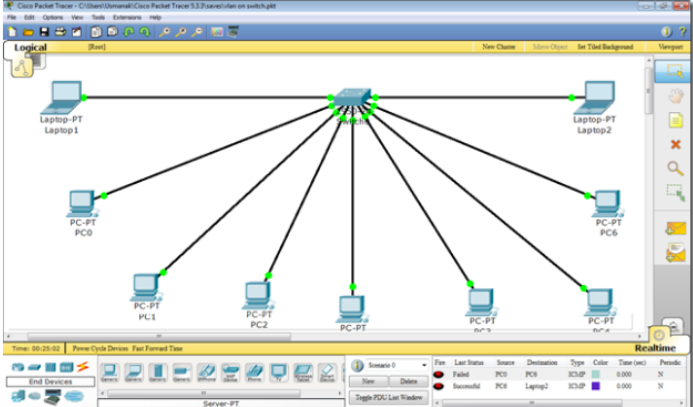 Cisco Packet Tracer - C:\Users\Usmanali\Cisco Packet Tracer 5.3.3\saves\vlan on switch.pkt
File Edit Options View Tools Extensions Help
Logical [Root] New Cluster Move Object Set Tiled Background Viewport
Laptop-PT
Laptop1
Laptop-PT
Laptop2
PC-PT
PC0
PC-PT
PC6
PC-PT
PC1
PC-PT
PC2
PC-PT
PC-PT
PC3
PC-PT
PC4
Time: 00:25:02 Power Cycle Devices Fast Forward Time Realtime
End Devices
Server-PT
Scenario 0
New Delete
Toggle PDU List Window
Fire Last Status Source Destination Type Color Time (sec) Periodic
Failed PC0 PC6 ICMP 0.000 N
Successful PC6 Laptop2 ICMP 0.000 N